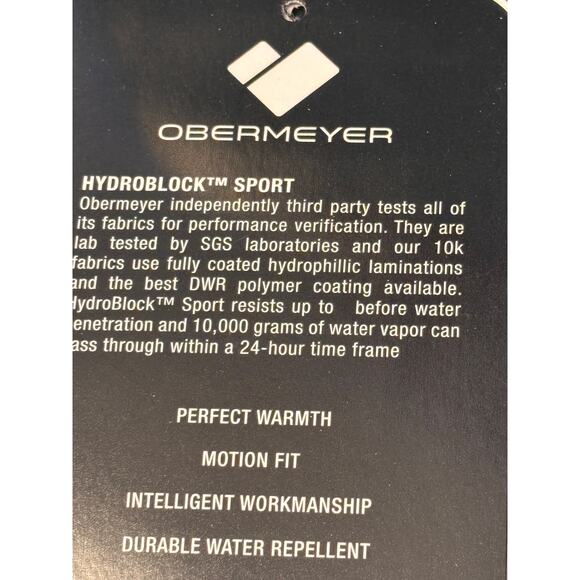 OBERMEYER
HYDROBLOCK™ SPORT
Obermeyer independently third party tests all of
its fabrics for performance verification. They are
lab tested by SGS laboratories and our 10k
fabrics use fully coated hydrophillic laminations
and the best DWR polymer coating available.
HydroBlock™ Sport resists up to before water
enetration and 10,000 grams of water vapor can
ass through within a 24-hour time frame
PERFECT WARMTH
MOTION FIT
INTELLIGENT WORKMANSHIP
DURABLE WATER REPELLENT